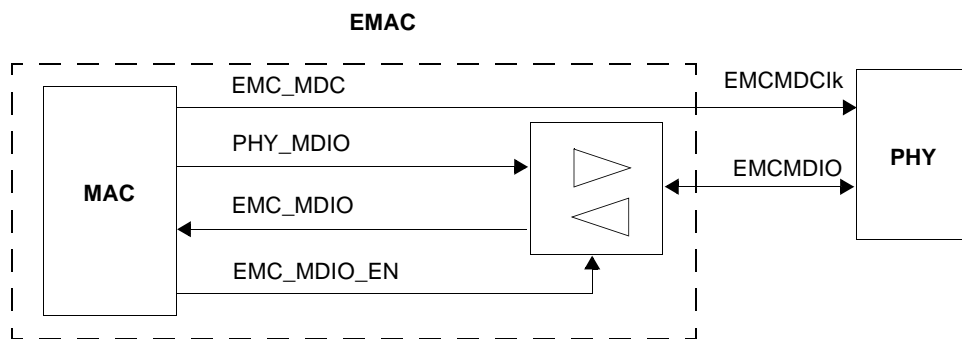 EMAC
EMC_MDC
EMCMDClk
PHY_MDIO
MAC
PHY
EMCMDIO
EMC_MDIO
EMC_MDIO_EN